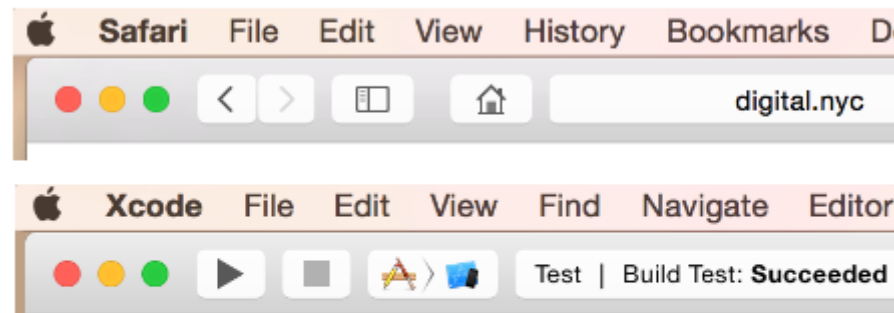 Safari File Edit View History Bookmarks
digital.nyc
Xcode File Edit View Find Navigate Editor
Test | Build Test: Succeeded